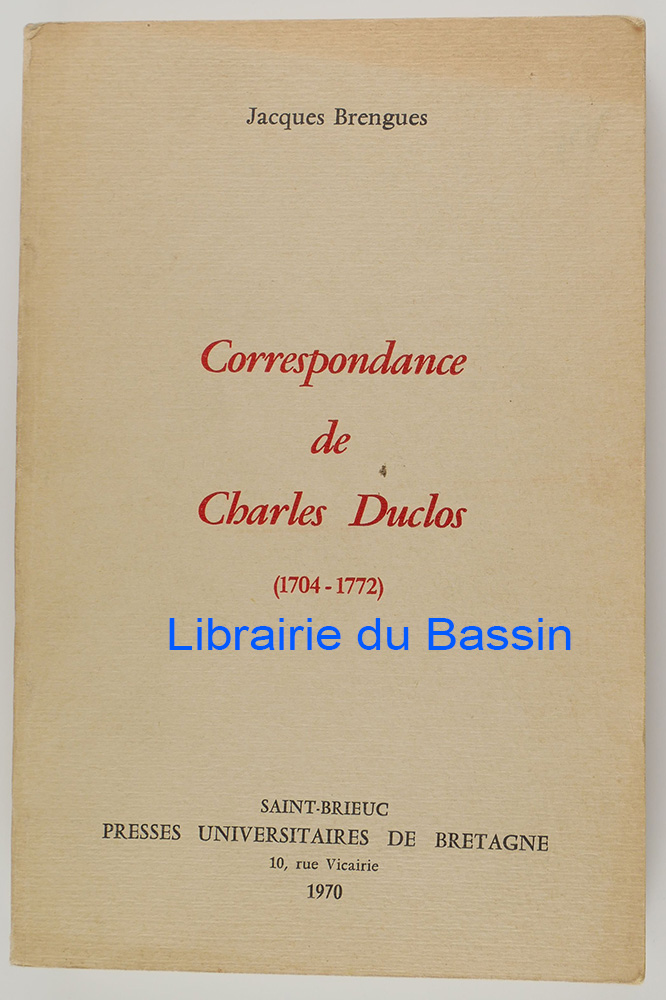 Jacques Brengues
Correspondance
de
Charles Duclos
(1704-1772)
Librairie du Bassin
SAINT-BRIEUC
PRESSES UNIVERSITAIRES DE BRETAGNE
10, rue Vicairie
1970